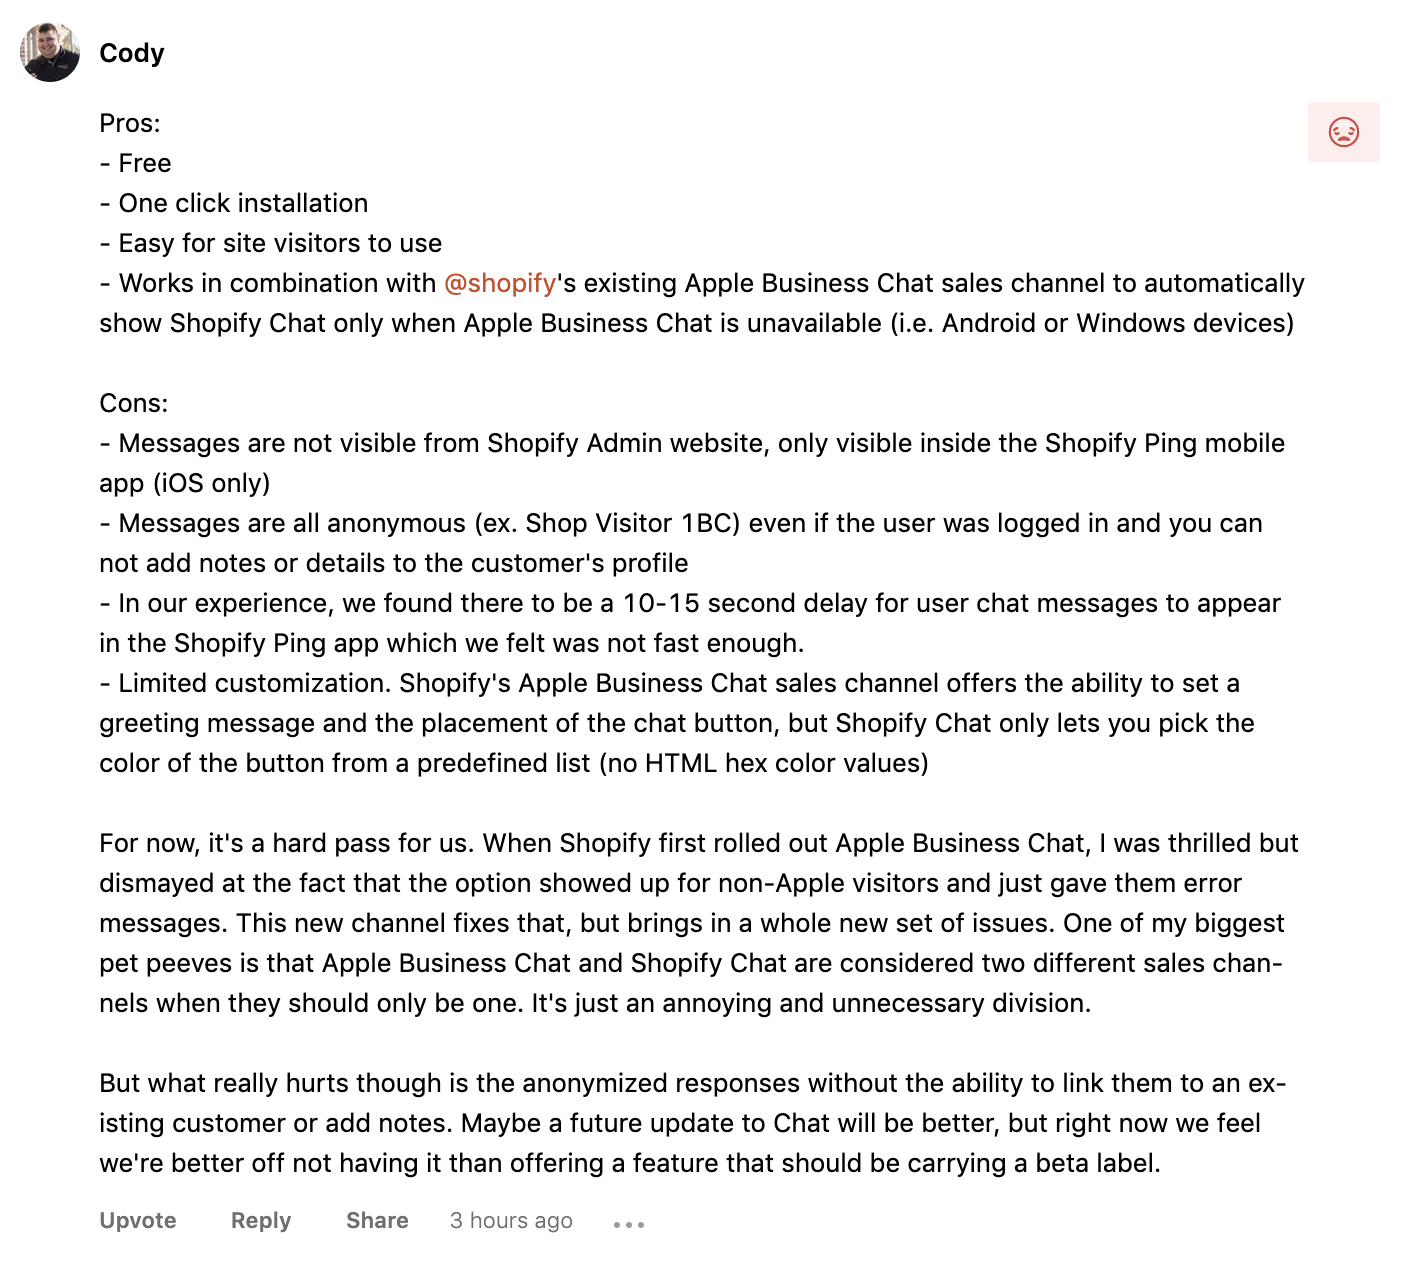 Cody
Pros:
- Free
- One click installation
- Easy for site visitors to use
- Works in combination with @shopify's existing Apple Business Chat sales channel to automatically
show Shopify Chat only when Apple Business Chat is unavailable (i.e. Android or Windows devices)
Cons:
- Messages are not visible from Shopify Admin website, only visible inside the Shopify Ping mobile
app (iOS only)
- Messages are all anonymous (ex. Shop Visitor 1BC) even if the user was logged in and you can
not add notes or details to the customer's profile
- In our experience, we found there to be a 10-15 second delay for user chat messages to appear
in the Shopify Ping app which we felt was not fast enough.
- Limited customization. Shopify's Apple Business Chat sales channel offers the ability to set a
greeting message and the placement of the chat button, but Shopify Chat only lets you pick the
color of the button from a predefined list (no HTML hex color values)
For now, it's a hard pass for us. When Shopify first rolled out Apple Business Chat, I was thrilled but
dismayed at the fact that the option showed up for non-Apple visitors and just gave them error
messages. This new channel fixes that, but brings in a whole new set of issues. One of my biggest
pet peeves is that Apple Business Chat and Shopify Chat are considered two different sales chan-
nels when they should only be one. It's just an annoying and unnecessary division.
But what really hurts though is the anonymized responses without the ability to link them to an ex-
isting customer or add notes. Maybe a future update to Chat will be better, but right now we feel
we're better off not having it than offering a feature that should be carrying a beta label.
Upvote Reply Share 3 hours ago ...